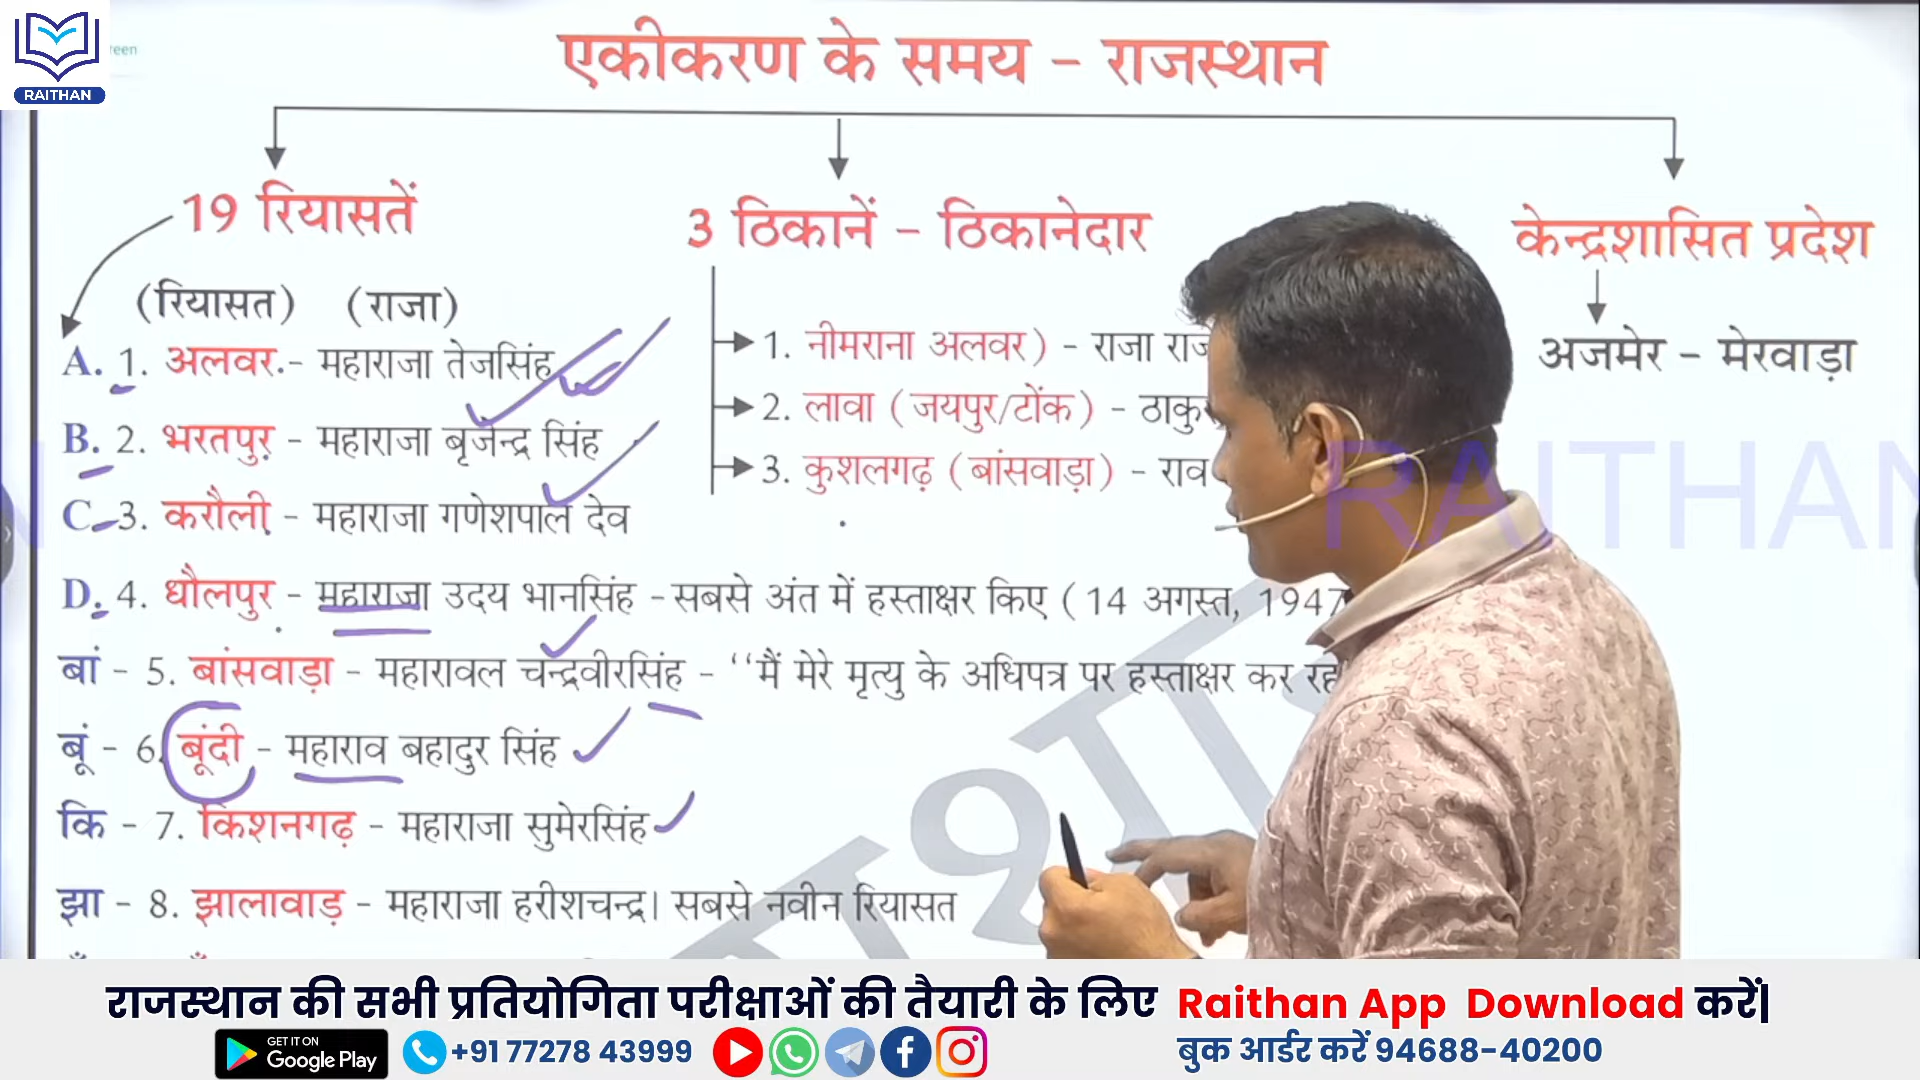 RAITHAN
reen
एकीकरण के समय - राजस्थान
19 रियासतें
3 ठिकानें - ठिकानेदार
केन्द्रशासित प्रदेश
(रियासत) (राजा)
A. 1. अलवर - महाराजा तेजसिंह
1. नीमराना अलवर) - राजा
अजमेर - मेरवाड़ा
2. लावा (जयपुर/टोंक) -
B. 2. भरतपुर - महाराजा बृजेन्द्र सिंह
3. कुशलगढ़ (बांसवाड़ा) - राव
C. 3. करौली - महाराजा गणेशपाल देव
RAITHAN
D. 4. धौलपुर - महाराजा उदय भानसिंह - सबसे अंत में हस्ताक्षर किए (14 अगस्त, 1947
बां - 5. बांसवाड़ा - महारावल चन्द्रवीरसिंह - ‘‘मैं मेरे मृत्यु के अधिपत्र पर हस्ताक्षर कर
बूं - 6. बूंदी - महाराव बहादुर सिंह
कि - 7. किशनगढ़ - महाराजा सुमेरसिंह
झा - 8. झालावाड़ - महाराजा हरीशचन्द्र। सबसे नवीन रियासत
राजस्थान की सभी प्रतियोगिता परीक्षाओं की तैयारी के लिए Raithan App Download करें|
GET IT ON
Google Play
+91 77278 43999
बुक आर्डर करें 94688-40200